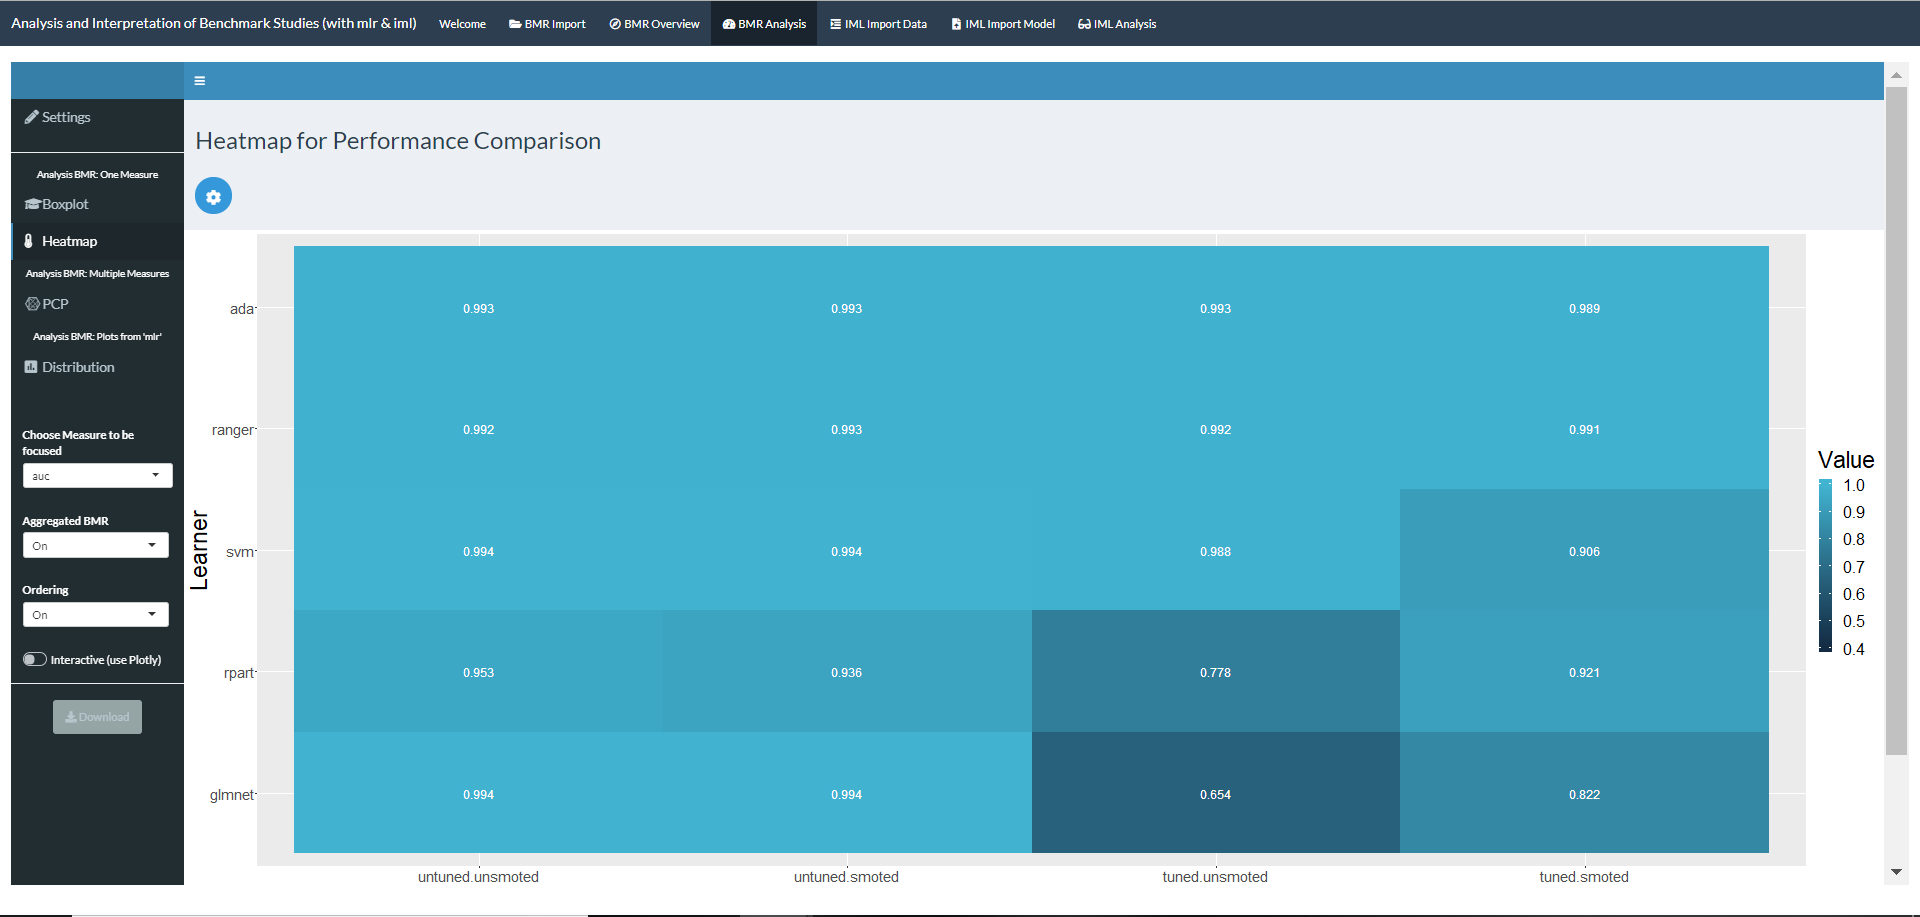 Analysis and Interpretation of Benchmark Studies (with mlr & iml) Welcome BMR Import BMR Overview BMR Analysis IML Import Data IML Import Model IML Analysis
Settings
Analysis BMR: One Measure
Boxplot
Heatmap
Analysis BMR: Multiple Measures
PCP
Analysis BMR: Plots from 'mlr'
Distribution
Choose Measure to be
focused
auc
Aggregated BMR
On
Ordering
On
Interactive (use Plotly)
Download
Heatmap for Performance Comparison
Learner
ada 0.993 0.993 0.993 0.989
ranger 0.992 0.993 0.992 0.991
svm 0.994 0.994 0.988 0.906
rpart 0.953 0.936 0.778 0.921
glmnet 0.994 0.994 0.654 0.822
untuned.unsmoted untuned.smoted tuned.unsmoted tuned.smoted
Value
1.0
0.9
0.8
0.7
0.6
0.5
0.4